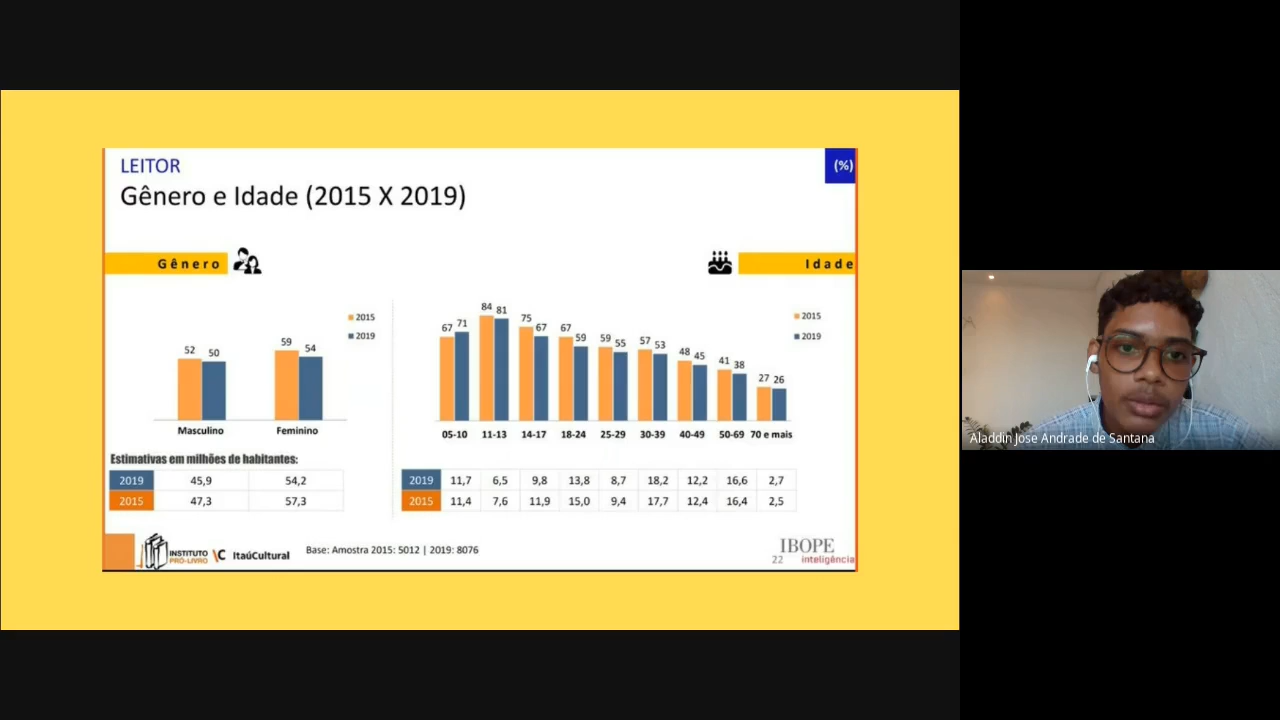 LEITOR
(%)
Gênero e Idade (2015 X 2019)
Gênero
Idade
2015
2019
52 50
59 54
Masculino Feminino
2015
2019
67 71 84 81 75 67 67 59 59 55 57 53 48 45 41 38 27 26
05-10 11-13 14-17 18-24 25-29 30-39 40-49 50-69 70 e mais
Estimativas em milhões de habitantes:
2019 45,9 54,2
2015 47,3 57,3
2019 11,7 6,5 9,8 13,8 8,7 18,2 12,2 16,6 2,7
2015 11,4 7,6 11,9 15,0 9,4 17,7 12,4 16,4 2,5
INSTITUTO
PRÓ-LIVRO
ItaúCultural
Base: Amostra 2015: 5012 | 2019: 8076
IBOPE
inteligência
22
Aladdin Jose Andrade de Santana